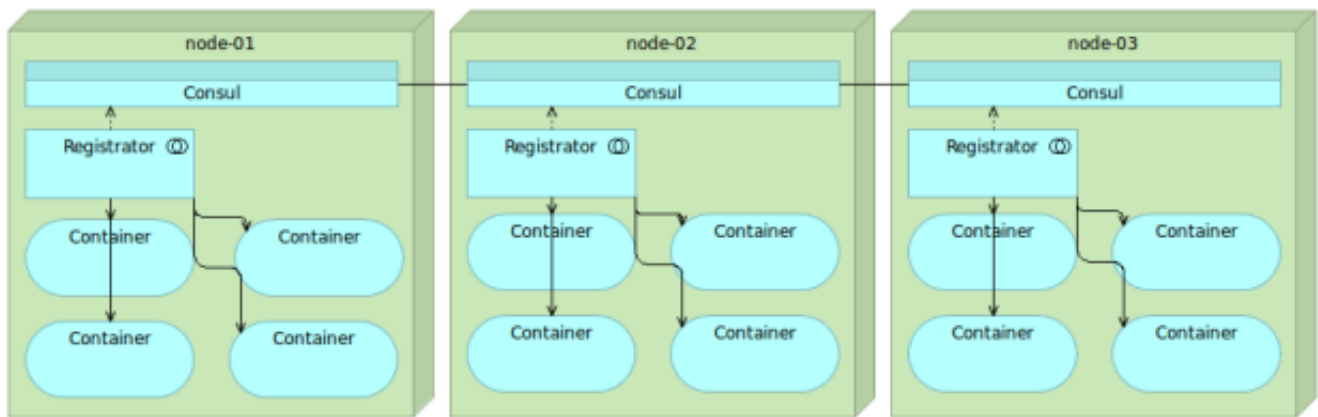 node-01
Consul
Registrator
Container
Container
Container
Container
node-02
Consul
Registrator
Container
Container
Container
Container
node-03
Consul
Registrator
Container
Container
Container
Container